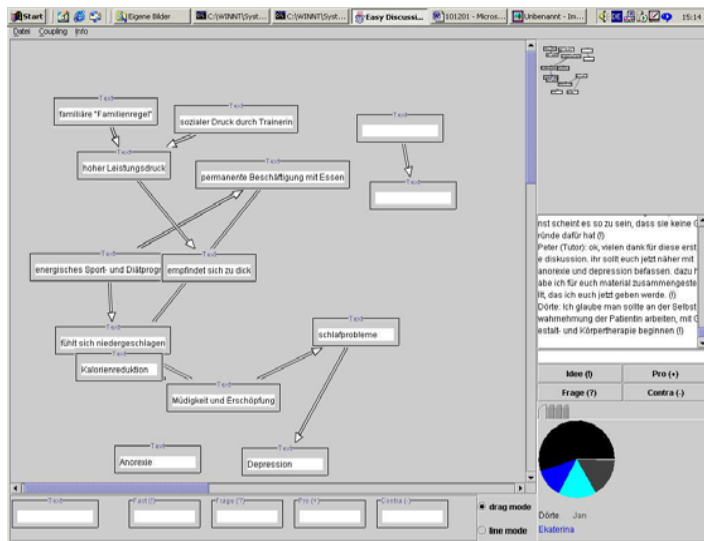 Start
Eigene Bilder
C:\WINNT\Syst...
C:\WINNT\Syst...
Easy Discussi...
101201 - Micros...
Unbenannt - Im...
15:14
Datei Coupling Info
Text
familiäre "Familienregel"
Text
sozialer Druck durch Trainerin
Text
Text
hoher Leistungsdruck
Text
permanente Beschäftigung mit Essen
Text
Text
energisches Sport- und Diätprogr
Text
empfindet sich zu dick
Text
fühlt sich niedergeschlagen
Text
schlafprobleme
Kalorienreduktion
Text
Müdigkeit und Erschöpfung
Text
Anorexie
Text
Depression
nst scheint es so zu sein, dass sie keine G
ründe dafür hat (!)
Peter (Tutor): ok, vielen dank für diese erst
e diskussion. ihr sollt euch jetzt näher mit
anorexie und depression befassen. dazu h
abe ich für euch material zusammengeste
llt, das ich euch jetzt geben werde. (!)
Dörte: Ich glaube man sollte an der Selbst
wahrnehmung der Patientin arbeiten, mit G
estalt- und Körpertherapie beginnen (!)
Idee (!)
Pro (+)
Frage (?)
Contra (-)
Dörte Jan
Ekaterina
Text
Fast (!)
Frage (?)
Pro (+)
Contra (-)
drag mode
line mode